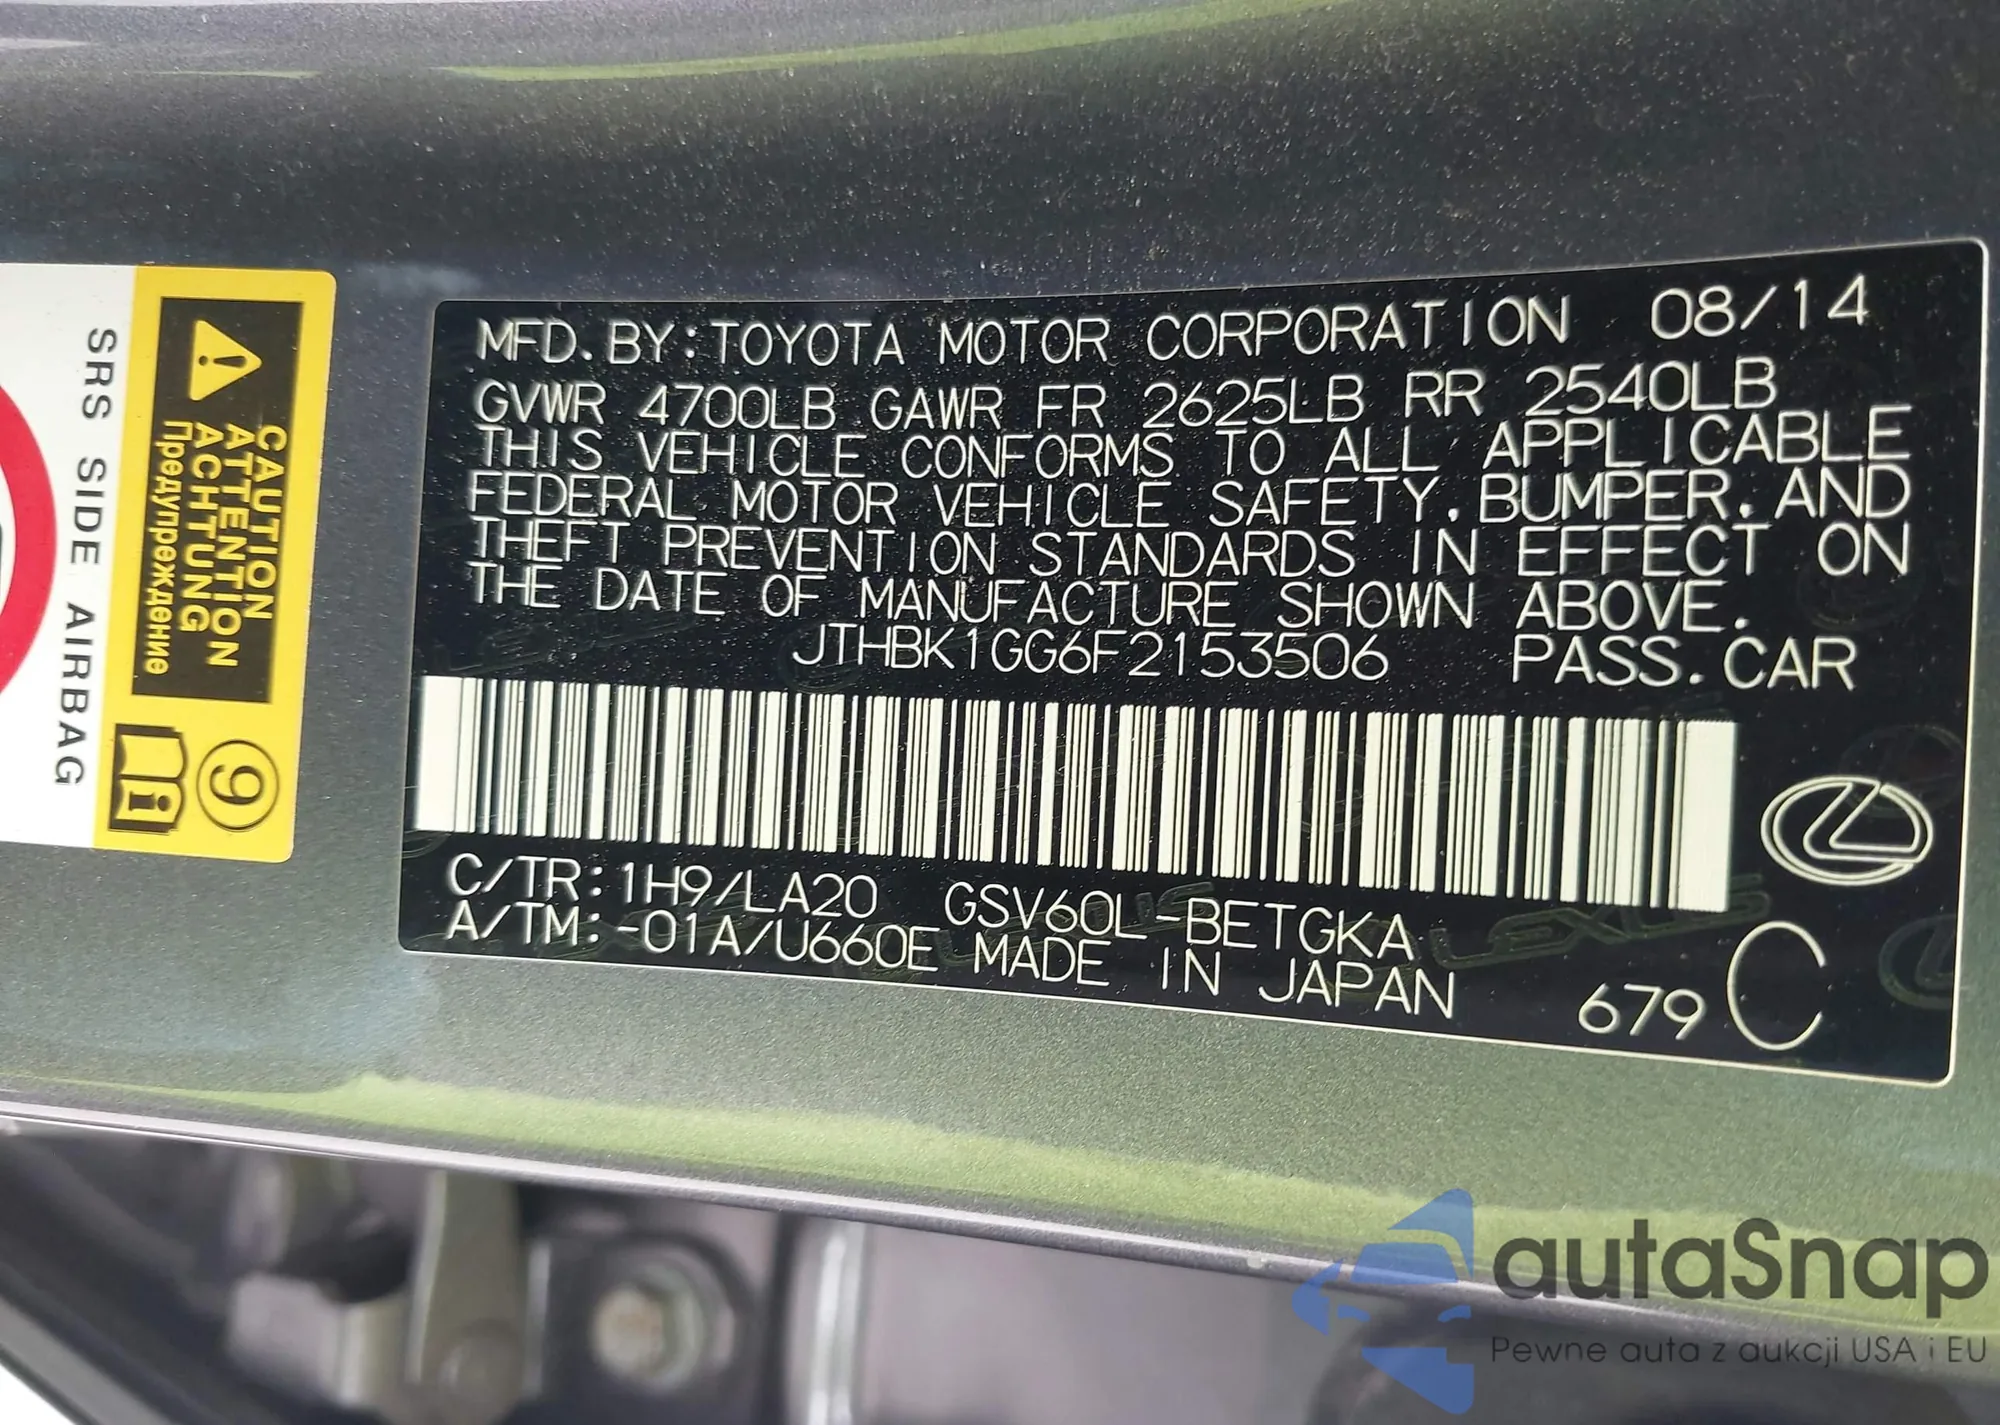 SRS SIDE AIRBAG
CAUTION
ATTENTION
ACHTUNG
Предупреждение
9
i
MFD. BY: TOYOTA MOTOR CORPORATION 08/14
GVWR 4700LB GAWR FR 2625LB RR 2540LB
THIS VEHICLE CONFORMS TO ALL APPLICABLE
FEDERAL MOTOR VEHICLE SAFETY, BUMPER, AND
THEFT PREVENTION STANDARDS IN EFFECT ON
THE DATE OF MANUFACTURE SHOWN ABOVE.
JTHBK1GG6F2153506 PASS. CAR
C/TR: 1H9/LA20 GSV60L-BETGKA
A/TM: -01A/U660E MADE IN JAPAN
679 C
autaSnap
Pewne auta z aukcji USA i EU